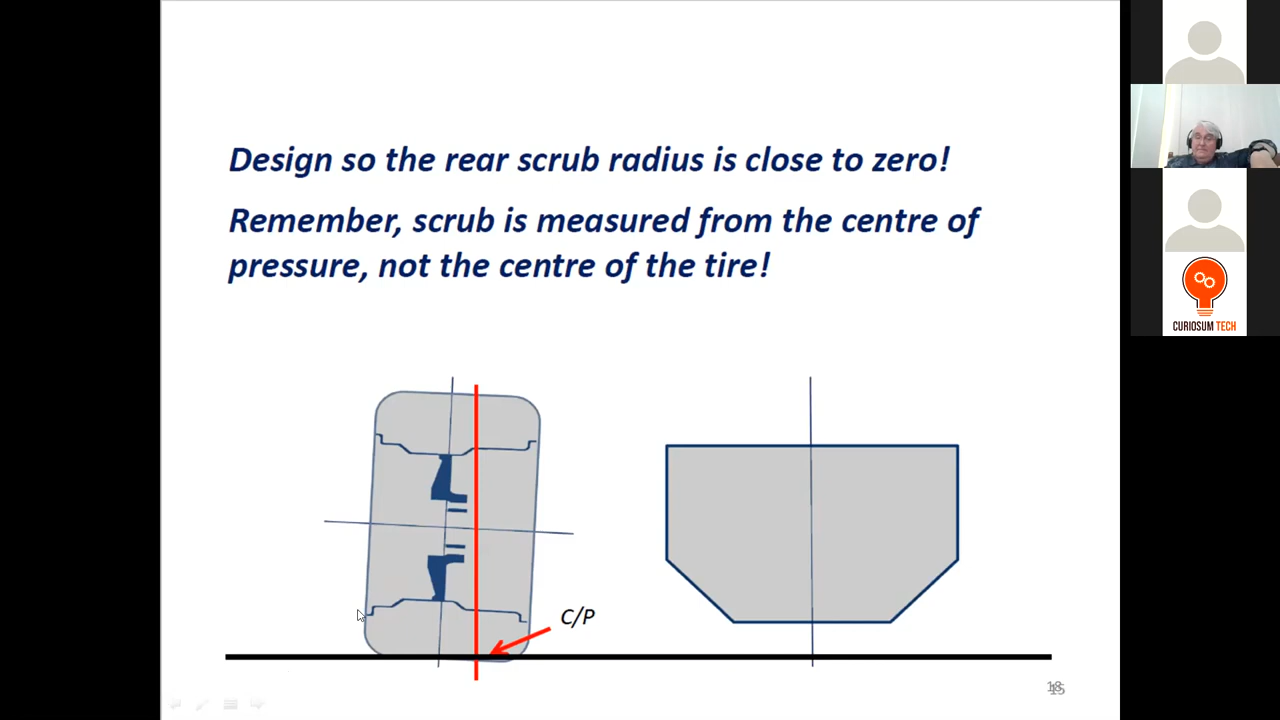 Design so the rear scrub radius is close to zero!
Remember, scrub is measured from the centre of
pressure, not the centre of the tire!
C/P
CURIOSUM TECH